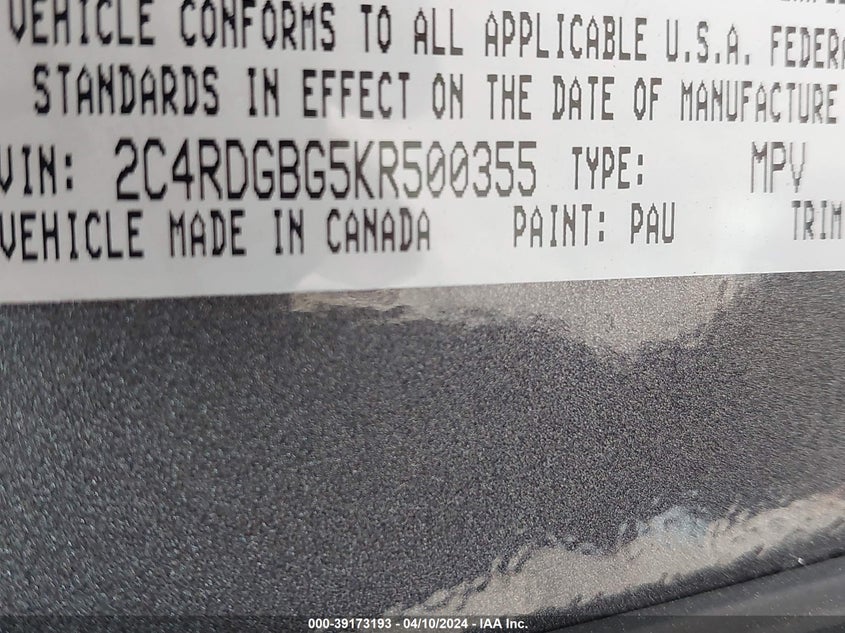 VEHICLE CONFORMS TO ALL APPLICABLE U.S.A.
STANDARDS IN EFFECT ON THE DATE OF MANUFACTURE
VIN: 2C4RDGBG5KR500355 TYPE: MPV
VEHICLE MADE IN CANADA PAINT: PAU TRIM
000-39173193 - 04/10/2024 - IAA Inc.